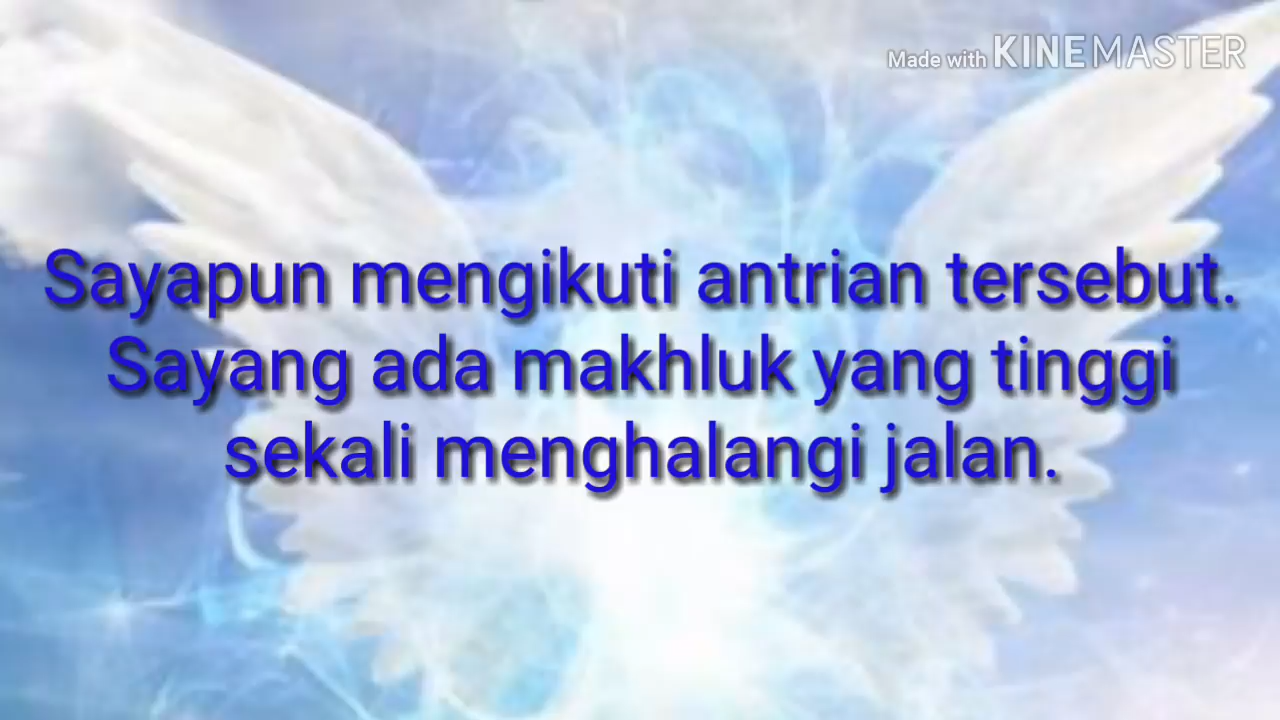 Made with KINEMASTER
Sayapun mengikuti antrian tersebut.
Sayang ada makhluk yang tinggi
sekali menghalangi jalan.